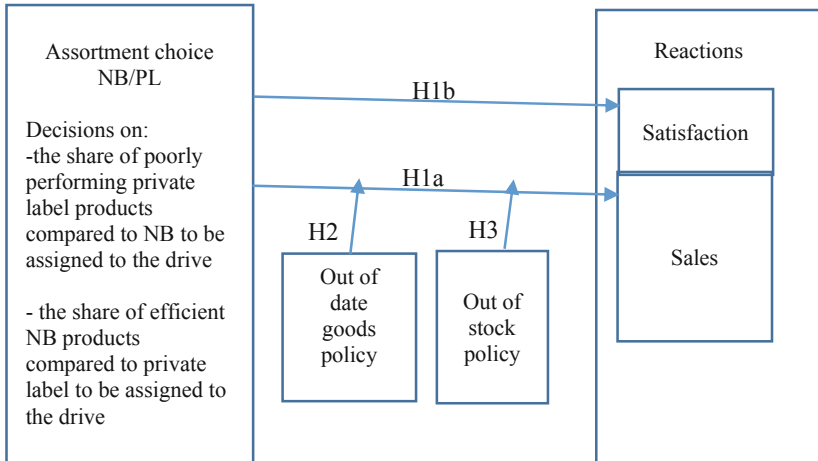 Assortment choice
NB/PL
Decisions on:
-the share of poorly
performing private
label products
compared to NB to be
assigned to the drive
- the share of efficient
NB products
compared to private
label to be assigned to
the drive
H1b
H1a
H2
H3
Out of
date
goods
policy
Out of
stock
policy
Reactions
Satisfaction
Sales